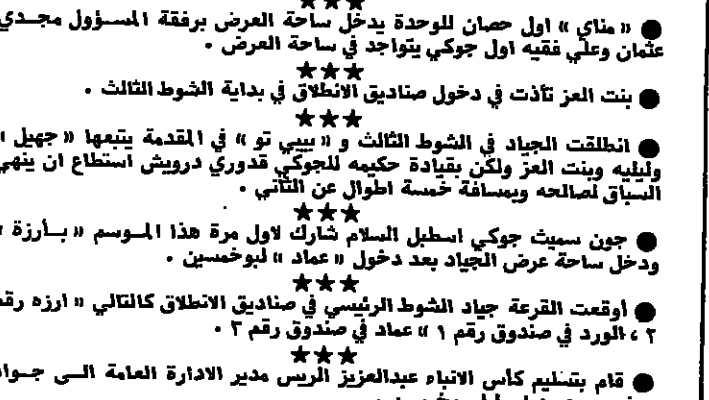 ★★★
● « مناي » اول حصان للوحدة يدخل ساحة العرض برفقة المسؤول مجدي
عثمان وعلي فقيه اول جوكي يتواجد في ساحة العرض .
★★★
● بنت العز تأذت في دخول صناديق الانطلاق في بداية الشوط الثالث .
★★★
● انطلقت الجياد في الشوط الثالث و « بيبي تو » في المقدمة يتبعها « جهيل »
وليليه وبنت العز ولكن بقيادة حكيمه للجوكي قدوري درويش استطاع ان ينهي
السباق لصالحه وبمسافة خمسة اطوال عن الثاني .
★★★
● جون سميث جوكي اسطبل السلام شارك لاول مرة هذا الموسم « بأرزة »
ودخل ساحة عرض الجياد بعد دخول « عماد » لبوخمسين .
★★★
● أوقعت القرعة جياد الشوط الرئيسي في صناديق الانطلاق كالتالي « ارزه رقم
٢ ، الورد في صندوق رقم ١ » عماد في صندوق رقم ٣ .
★★★
● قام بتسليم كأس الانباء عبدالعزيز الريس مدير الادارة العامة الى